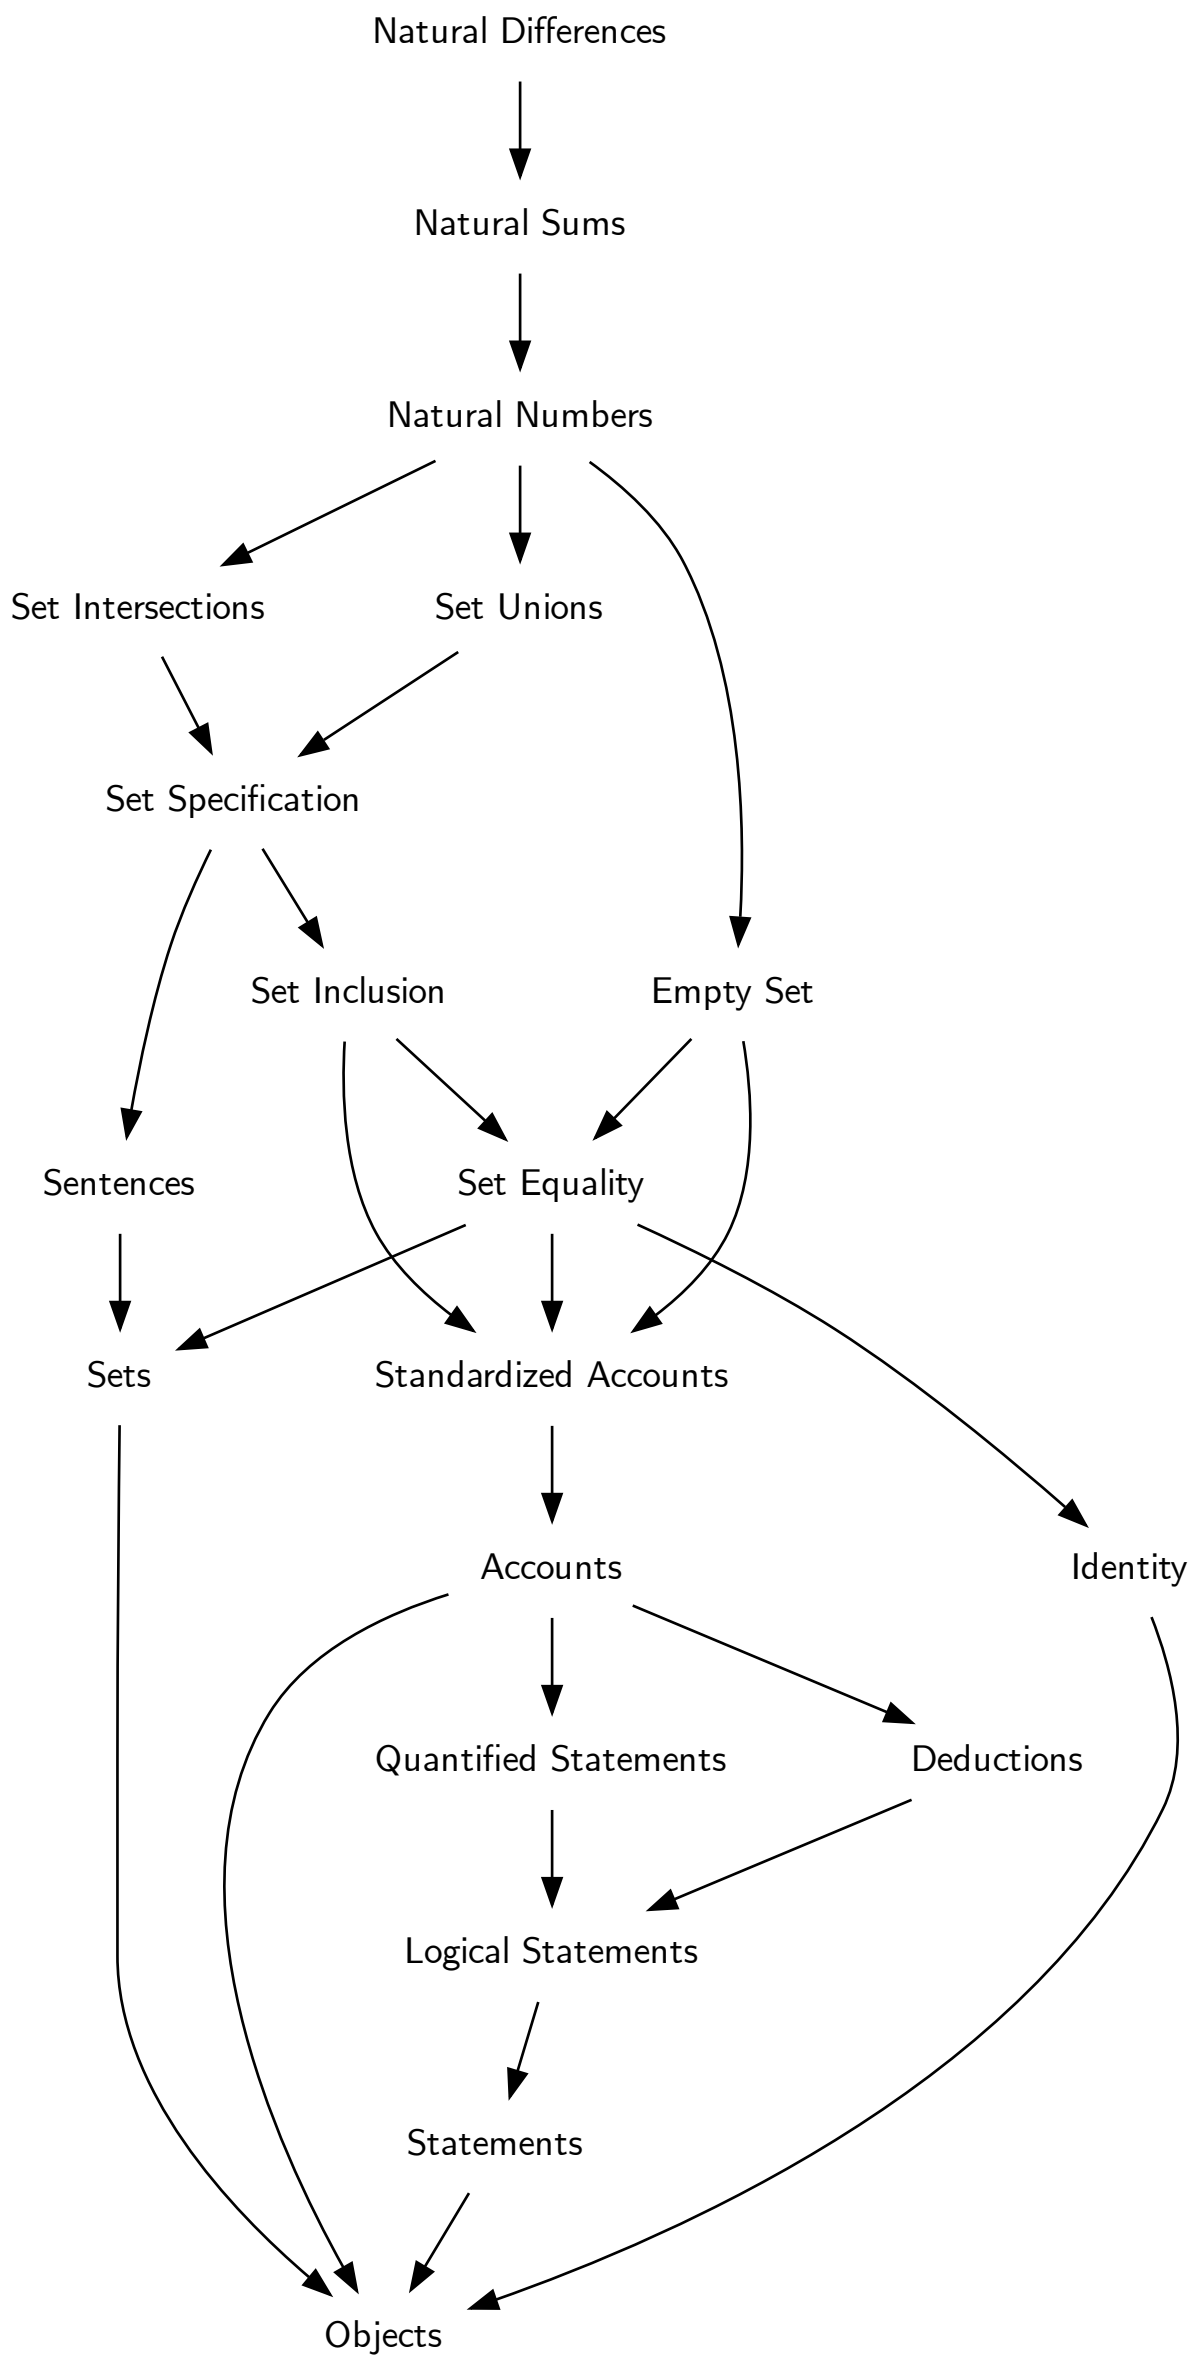 Natural Differences
Natural Sums
Natural Numbers
Set Intersections
Set Unions
Set Specification
Set Inclusion
Empty Set
Sentences
Set Equality
Sets
Standardized Accounts
Accounts
Identity
Quantified Statements
Deductions
Logical Statements
Statements
Objects